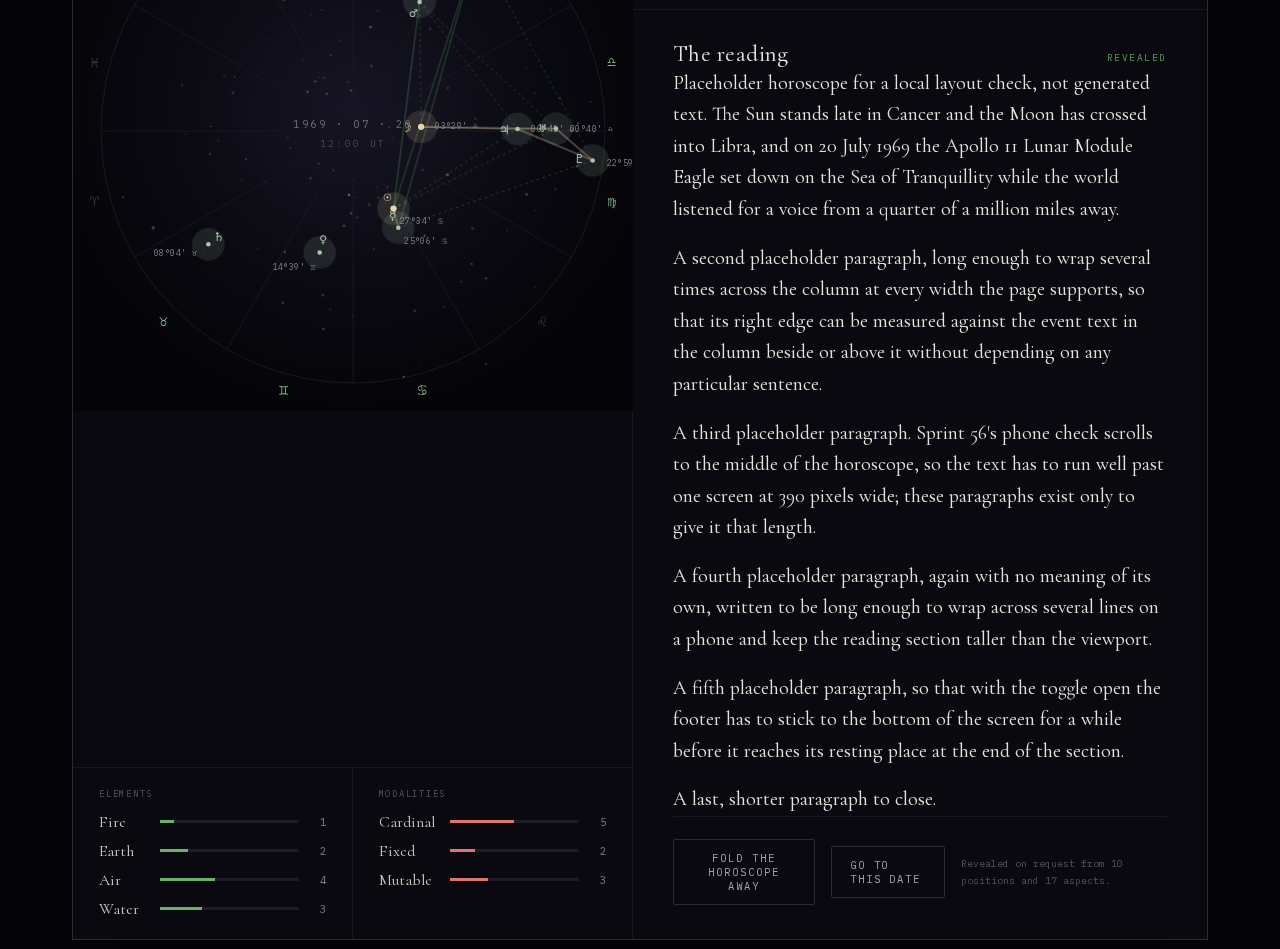 1969 · 07 · 2
12:00 UT
03°29'
00°40'
22°59
27°34'
25°06'
08°04'
14°39'
ELEMENTS
Fire 1
Earth 2
Air 4
Water 3
MODALITIES
Cardinal 5
Fixed 2
Mutable 3
The reading
REVEALED
Placeholder horoscope for a local layout check, not generated
text. The Sun stands late in Cancer and the Moon has crossed
into Libra, and on 20 July 1969 the Apollo 11 Lunar Module
Eagle set down on the Sea of Tranquillity while the world
listened for a voice from a quarter of a million miles away.
A second placeholder paragraph, long enough to wrap several
times across the column at every width the page supports, so
that its right edge can be measured against the event text in
the column beside or above it without depending on any
particular sentence.
A third placeholder paragraph. Sprint 56's phone check scrolls
to the middle of the horoscope, so the text has to run well past
one screen at 390 pixels wide; these paragraphs exist only to
give it that length.
A fourth placeholder paragraph, again with no meaning of its
own, written to be long enough to wrap across several lines on
a phone and keep the reading section taller than the viewport.
A fifth placeholder paragraph, so that with the toggle open the
footer has to stick to the bottom of the screen for a while
before it reaches its resting place at the end of the section.
A last, shorter paragraph to close.
FOLD THE
HOROSCOPE
AWAY
GO TO
THIS DATE
Revealed on request from 10
positions and 17 aspects.